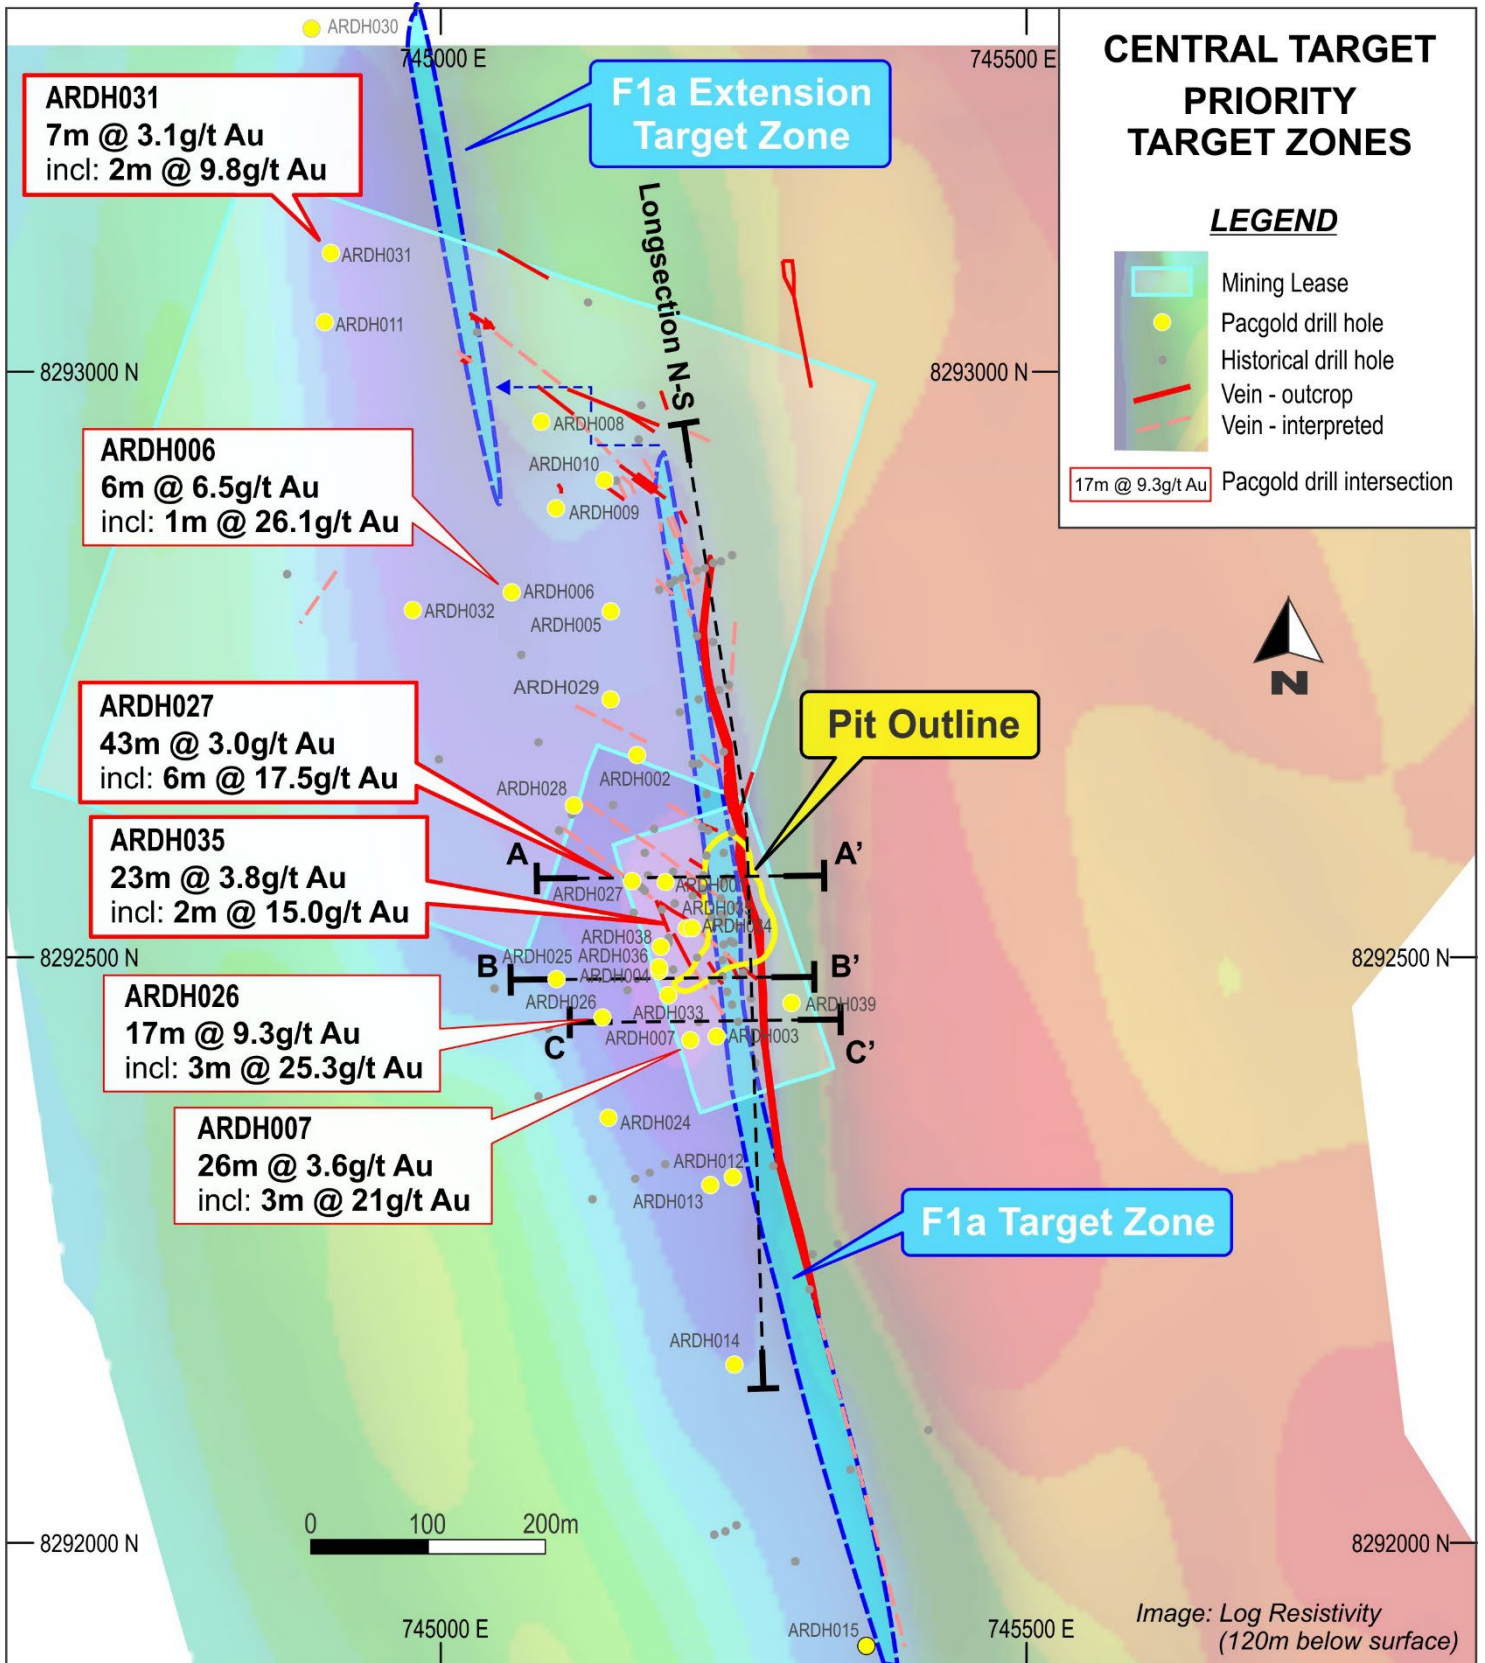 ARDH030
745000 E
745500 E
CENTRAL TARGET
PRIORITY
TARGET ZONES
LEGEND
Mining Lease
Pacgold drill hole
Historical drill hole
Vein - outcrop
Vein - interpreted
17m @ 9.3g/t Au
Pacgold drill intersection
F1a Extension
Target Zone
ARDH031
7m @ 3.1g/t Au
incl: 2m @ 9.8g/t Au
Longsection N-S
ARDH031
ARDH011
8293000 N
8293000 N
ARDH008
ARDH010
ARDH009
ARDH006
6m @ 6.5g/t Au
incl: 1m @ 26.1g/t Au
ARDH006
ARDH032
ARDH005
N
ARDH029
ARDH027
43m @ 3.0g/t Au
incl: 6m @ 17.5g/t Au
Pit Outline
ARDH002
ARDH028
ARDH035
23m @ 3.8g/t Au
incl: 2m @ 15.0g/t Au
A
A'
ARDH027
ARDH00
ARDH035
ARDH034
ARDH038
ARDH036
ARDH025
ARDH004
8292500 N
8292500 N
B
B'
ARDH026
17m @ 9.3g/t Au
incl: 3m @ 25.3g/t Au
ARDH026
ARDH033
ARDH039
C
C'
ARDH007
ARDH003
ARDH007
26m @ 3.6g/t Au
incl: 3m @ 21g/t Au
ARDH024
ARDH012
ARDH013
F1a Target Zone
ARDH014
0 100 200m
8292000 N
8292000 N
ARDH015
745000 E
745500 E
Image: Log Resistivity
(120m below surface)